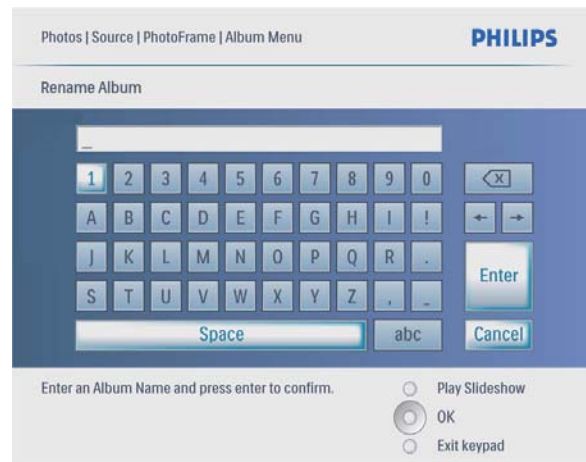 Photos | Source | PhotoFrame | Album Menu
PHILIPS
Rename Album
_
1 2 3 4 5 6 7 8 9 0
A B C D E F G H I !
J K L M N O P Q R .
Enter
S T U V W X Y Z , _
Space abc Cancel
Enter an Album Name and press enter to confirm.
Play Slideshow
OK
Exit keypad